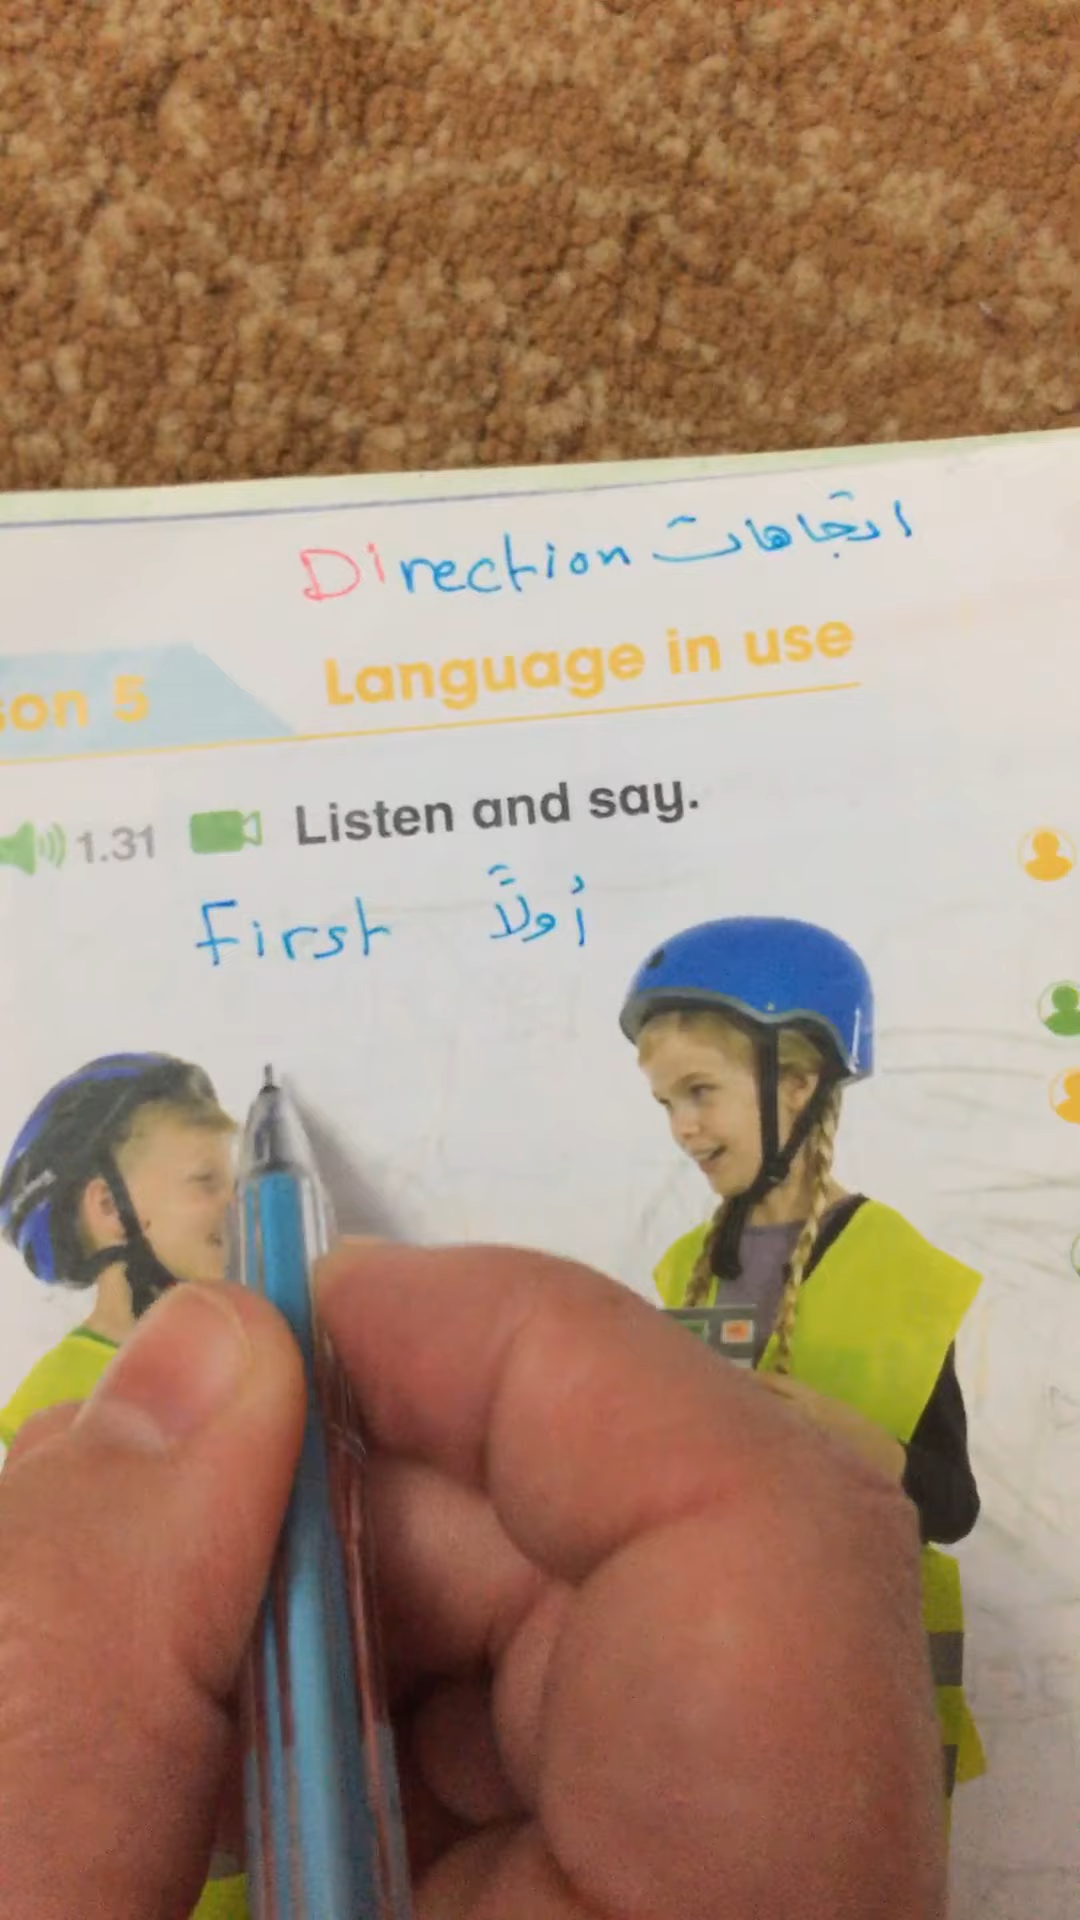 Direction اتجاهات
son 5 Language in use
1.31 Listen and say.
First أولاً